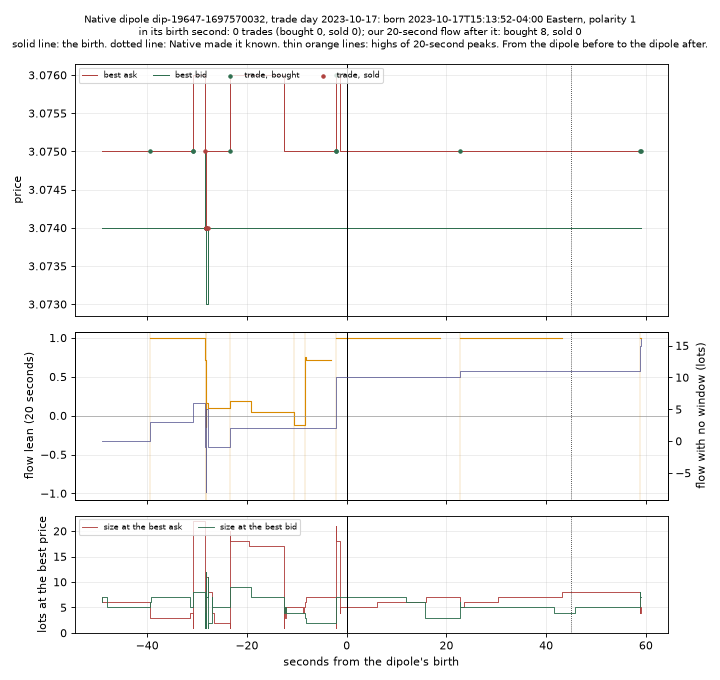 Native dipole dip-19647-1697570032, trade day 2023-10-17: born 2023-10-17T15:13:52-04:00 Eastern, polarity 1
in its birth second: 0 trades (bought 0, sold 0); our 20-second flow after it: bought 8, sold 0
solid line: the birth. dotted line: Native made it known. thin orange lines: highs of 20-second peaks. From the dipole before to the dipole after.
best ask
best bid
trade, bought
trade, sold
3.0760
3.0755
3.0750
3.0745
3.0740
3.0735
3.0730
price
1.0
0.5
0.0
−0.5
−1.0
flow lean (20 seconds)
15
10
5
0
−5
flow with no window (lots)
size at the best ask
size at the best bid
20
15
10
5
0
lots at the best price
−40
−20
0
20
40
60
seconds from the dipole's birth